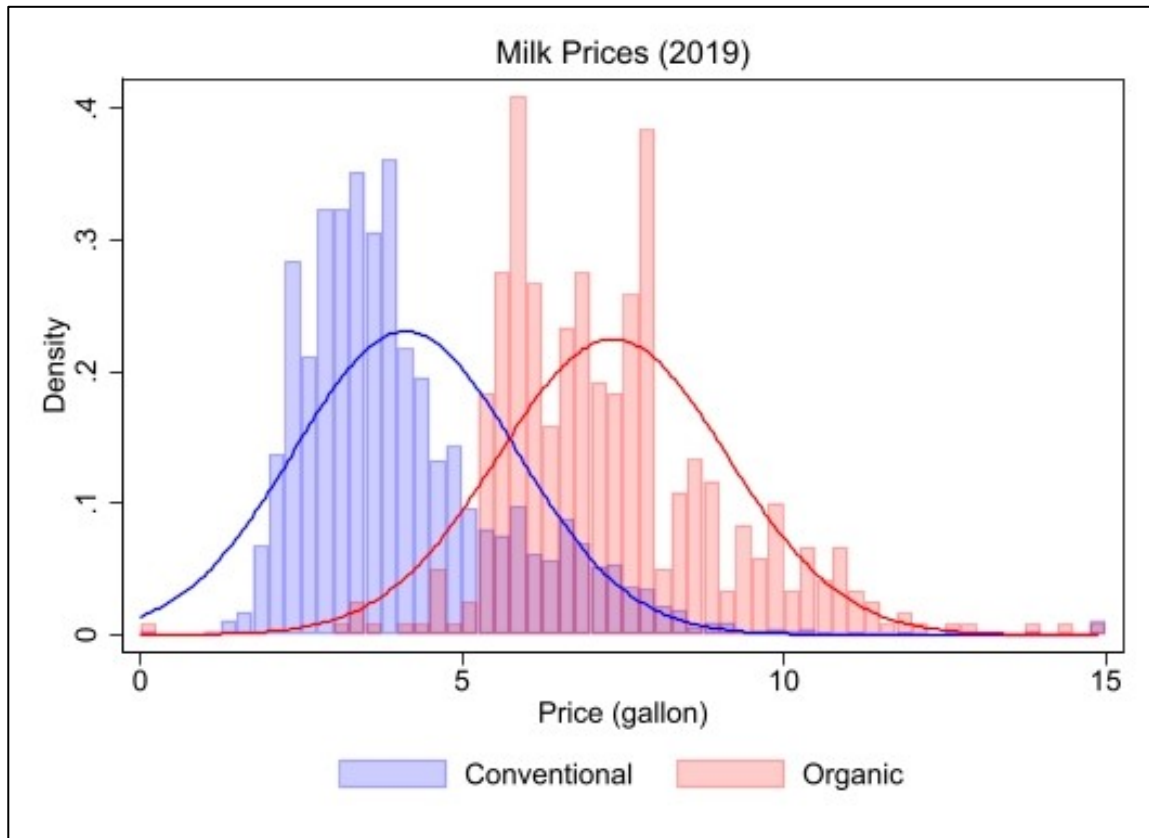 Milk Prices (2019)
.4
.3
.2
.1
0
Density
0 5 10 15
Price (gallon)
Conventional Organic